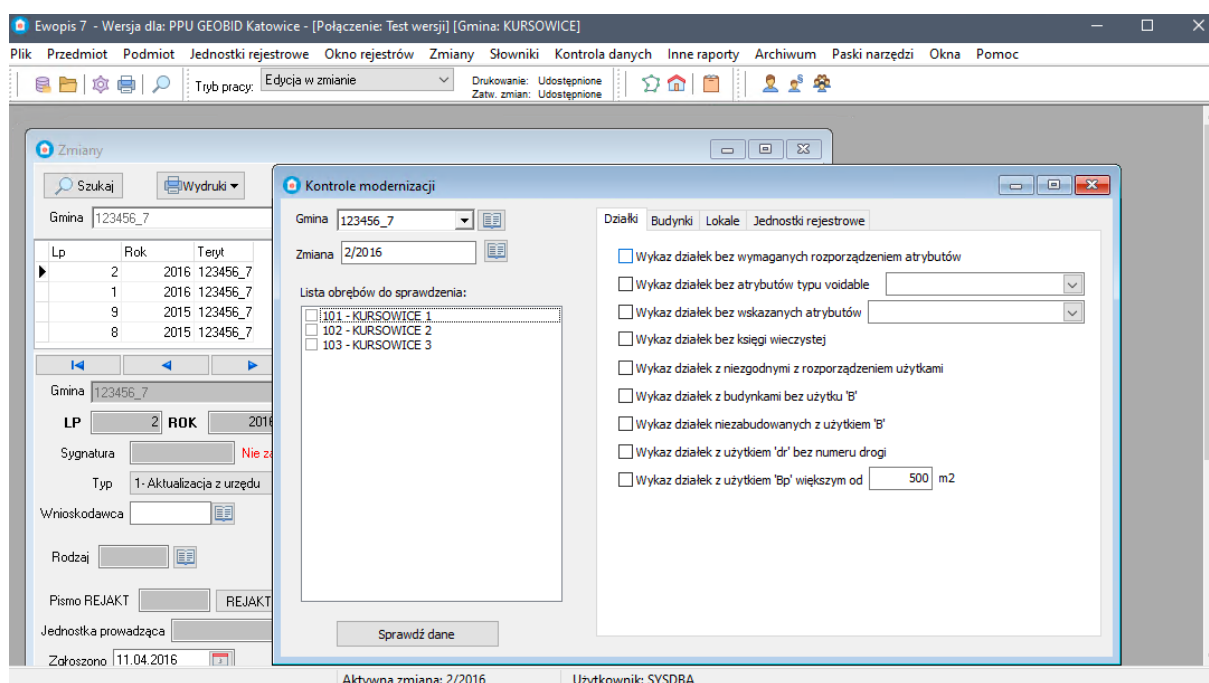 Ewopis 7 - Wersja dla: PPU GEOBID Katowice - [Połączenie: Test wersji] [Gmina: KURSOWICE]
Plik Przedmiot Podmiot Jednostki rejestrowe Okno rejestrów Zmiany Słowniki Kontrola danych Inne raporty Archiwum Paski narzędzi Okna Pomoc
Tryb pracy: Edycja w zmianie
Drukowanie: Udostępnione
Zatw. zmian: Udostępnione
Zmiany
Szukaj Wydruki
Gmina 123456_7
Lp Rok Teryt
2 2016 123456_7
1 2016 123456_7
9 2015 123456_7
8 2015 123456_7
Gmina 123456_7
LP 2 ROK 2016
Sygnatura Nie
Typ 1- Aktualizacja z urzędu
Wnioskodawca
Rodzaj
Pismo REJAKT REJAKT
Jednostka prowadząca
Zgłoszono 11.04.2016
Kontrole modernizacji
Gmina 123456_7
Zmiana 2/2016
Lista obrębów do sprawdzenia:
101 - KURSOWICE 1
102 - KURSOWICE 2
103 - KURSOWICE 3
Sprawdź dane
Działki Budynki Lokale Jednostki rejestrowe
Wykaz działek bez wymaganych rozporządzeniem atrybutów
Wykaz działek bez atrybutów typu voidable
Wykaz działek bez wskazanych atrybutów
Wykaz działek bez księgi wieczystej
Wykaz działek z niezgodnymi z rozporządzeniem użytkami
Wykaz działek z budynkami bez użytku 'B'
Wykaz działek niezabudowanych z użytkiem 'B'
Wykaz działek z użytkiem 'dr' bez numeru drogi
Wykaz działek z użytkiem 'Bp' większym od 500 m2
Aktywna zmiana: 2/2016 Użytkownik: SYSDBA